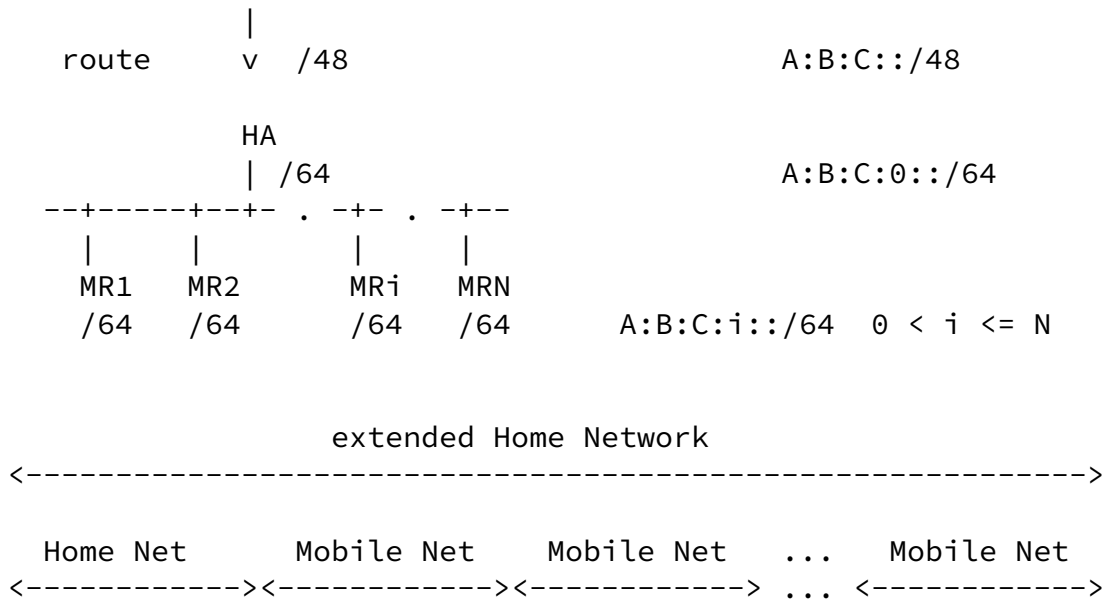 |
route v /48 A:B:C::/48
HA
| /64 A:B:C:0::/64
--+-----+--+- . -+- . -+--
| | | |
MR1 MR2 MRi MRN
/64 /64 /64 /64 A:B:C:i::/64 0 < i <= N
extended Home Network
<----------------------------------------------------------->
Home Net Mobile Net Mobile Net ... Mobile Net
<------------><------------><------------> ... <------------>